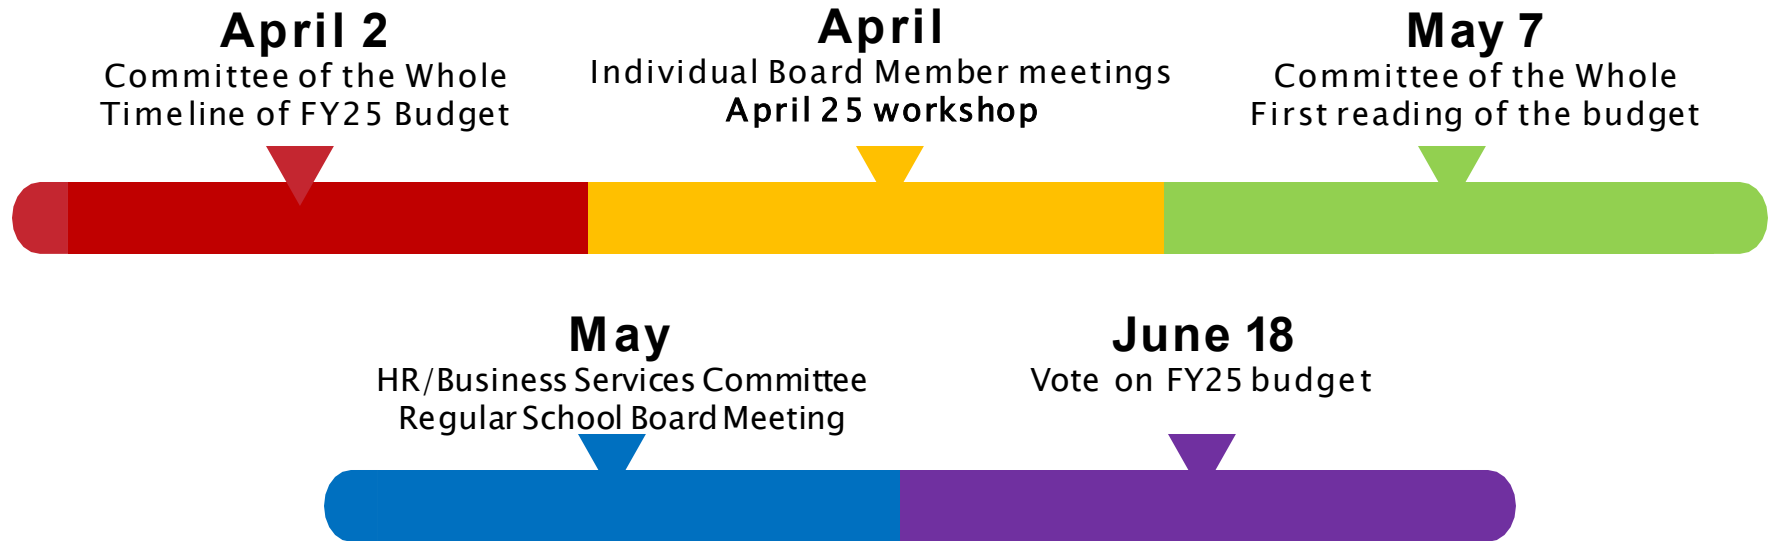 April 2
Committee of the Whole
Timeline of FY25 Budget
April
Individual Board Member meetings
April 25 workshop
May 7
Committee of the Whole
First reading of the budget
May
HR/Business Services Committee
Regular School Board Meeting
June 18
Vote on FY25 budget